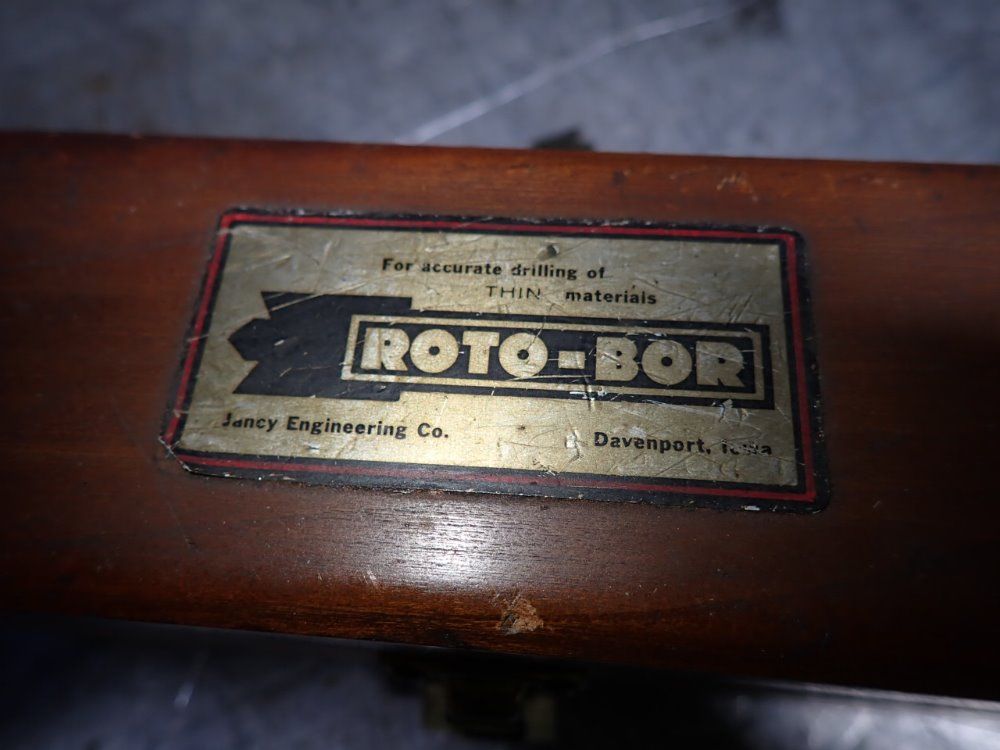 For accurate drilling of
THIN materials
ROTO-BOR
Jancy Engineering Co.
Davenport, Iowa